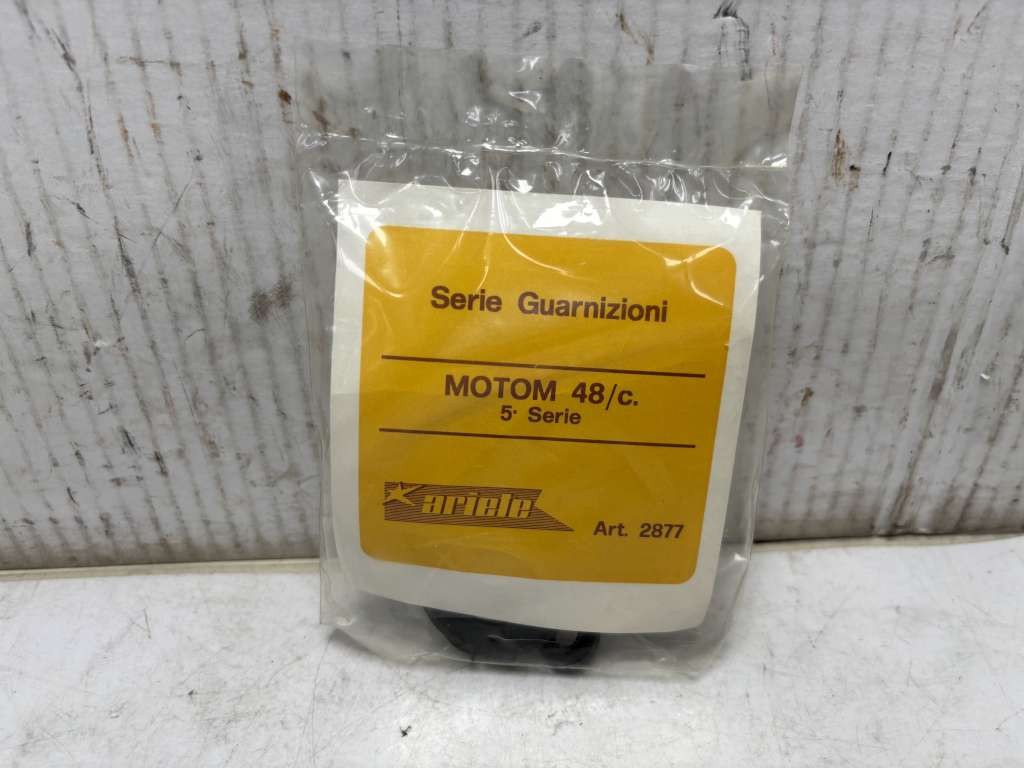 Serie Guarnizioni
MOTOM 48/c.
5· Serie
ariete
Art. 2877